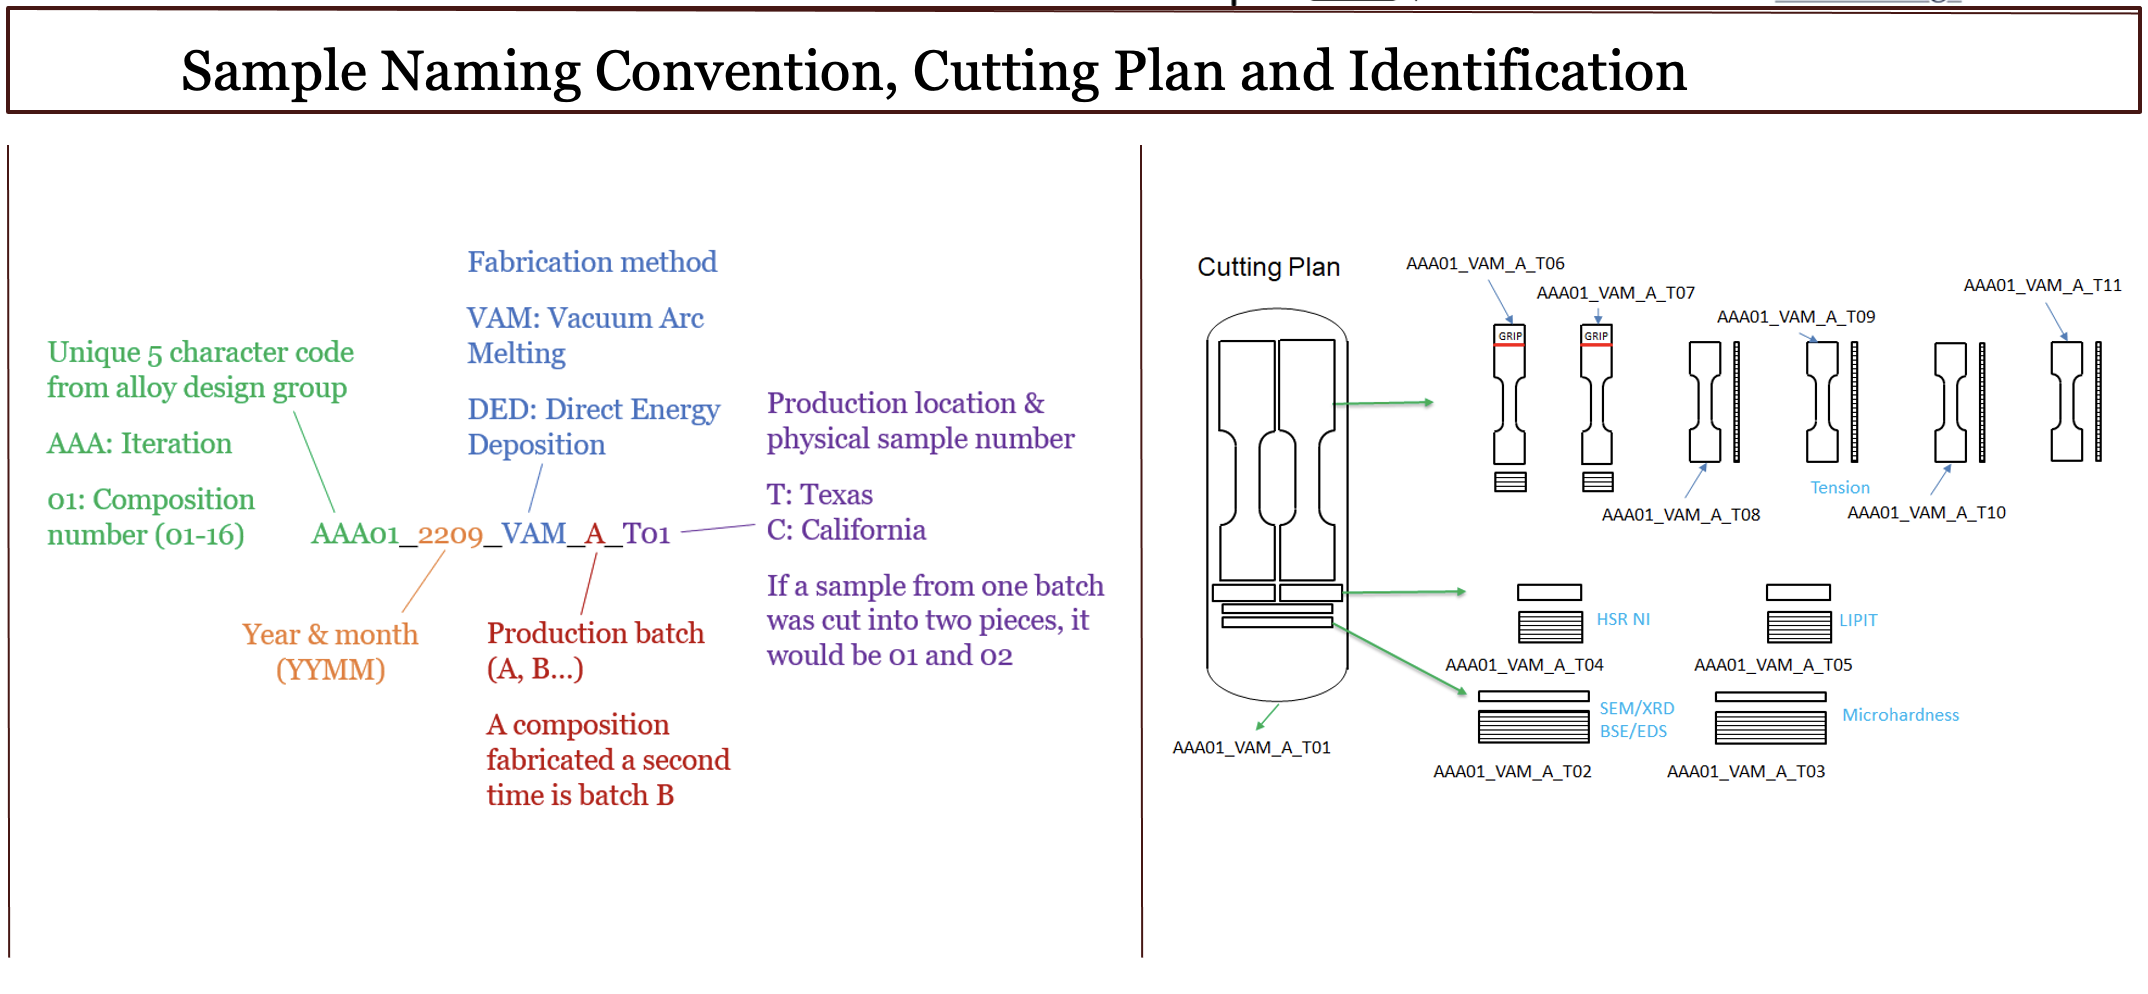 Sample Naming Convention, Cutting Plan and Identification
Unique 5 character code
from alloy design group
AAA: Iteration
01: Composition
number (01-16)
Fabrication method
VAM: Vacuum Arc
Melting
DED: Direct Energy
Deposition
Production location &
physical sample number
T: Texas
C: California
If a sample from one batch
was cut into two pieces, it
would be 01 and 02
AAA01_2209_VAM_A_T01
Year & month
(YYMM)
Production batch
(A, B...)
A composition
fabricated a second
time is batch B
Cutting Plan
AAA01_VAM_A_T06
AAA01_VAM_A_T07
AAA01_VAM_A_T09
AAA01_VAM_A_T11
GRIP
GRIP
Tension
AAA01_VAM_A_T08
AAA01_VAM_A_T10
HSR NI
LIPIT
AAA01_VAM_A_T04
AAA01_VAM_A_T05
SEM/XRD
BSE/EDS
Microhardness
AAA01_VAM_A_T01
AAA01_VAM_A_T02
AAA01_VAM_A_T03